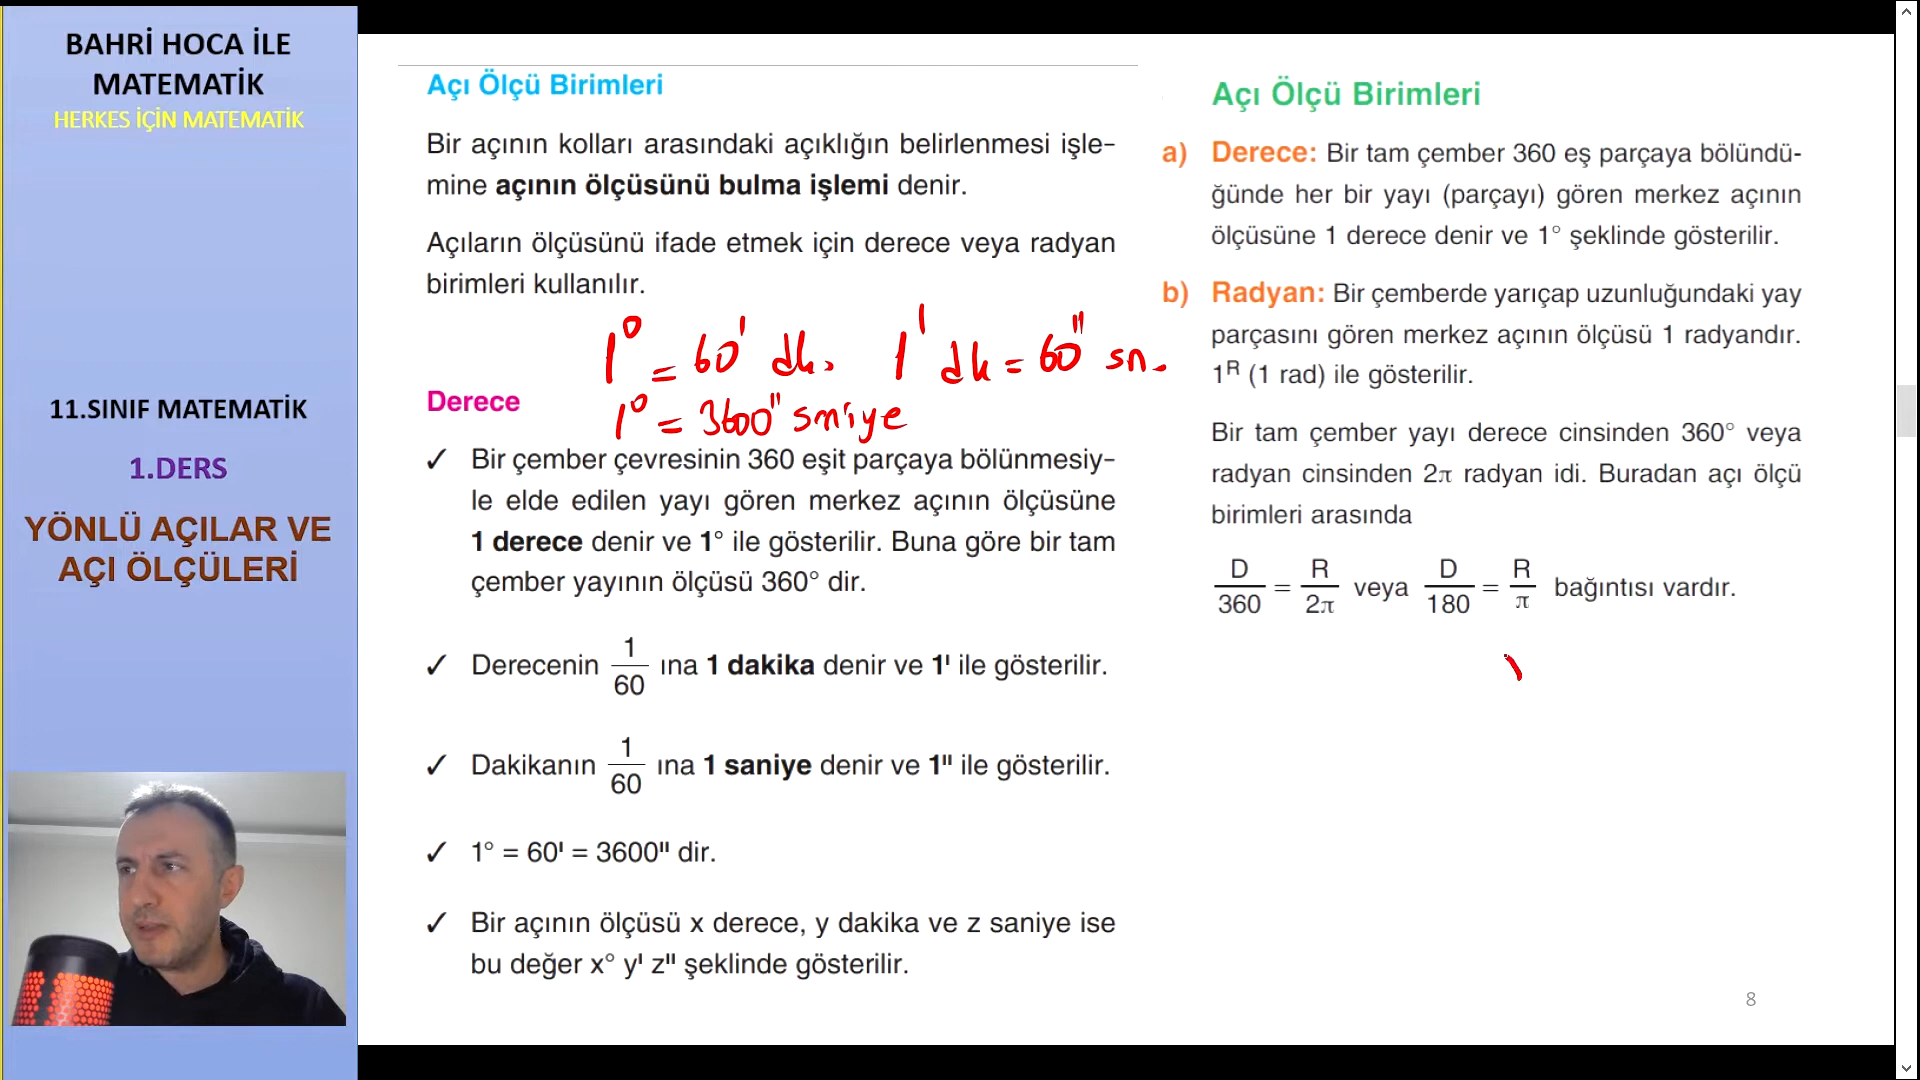 BAHRİ HOCA İLE
MATEMATİK
HERKES İÇİN MATEMATİK
11.SINIF MATEMATİK
1.DERS
YÖNLÜ AÇILAR VE
AÇI ÖLÇÜLERİ
Açı Ölçü Birimleri
Bir açının kolları arasındaki açıklığın belirlenmesi işle-
mine açının ölçüsünü bulma işlemi denir.
Açıların ölçüsünü ifade etmek için derece veya radyan
birimleri kullanılır.
1° = 60' dk. 1' dk = 60" sn.
Derece
1° = 3600" sniye
✓ Bir çember çevresinin 360 eşit parçaya bölünmesiy-
le elde edilen yayı gören merkez açının ölçüsüne
1 derece denir ve 1° ile gösterilir. Buna göre bir tam
çember yayının ölçüsü 360° dir.
✓ Derecenin 1/60 ına 1 dakika denir ve 1' ile gösterilir.
✓ Dakikanın 1/60 ına 1 saniye denir ve 1" ile gösterilir.
✓ 1° = 60' = 3600" dir.
✓ Bir açının ölçüsü x derece, y dakika ve z saniye ise
bu değer x° y' z" şeklinde gösterilir.
Açı Ölçü Birimleri
a) Derece: Bir tam çember 360 eş parçaya bölündü-
ğünde her bir yayı (parçayı) gören merkez açının
ölçüsüne 1 derece denir ve 1° şeklinde gösterilir.
b) Radyan: Bir çemberde yarıçap uzunluğundaki yay
parçasını gören merkez açının ölçüsü 1 radyandır.
1ᴿ (1 rad) ile gösterilir.
Bir tam çember yayı derece cinsinden 360° veya
radyan cinsinden 2π radyan idi. Buradan açı ölçü
birimleri arasında
D/360 = R/2π veya D/180 = R/π bağıntısı vardır.
8